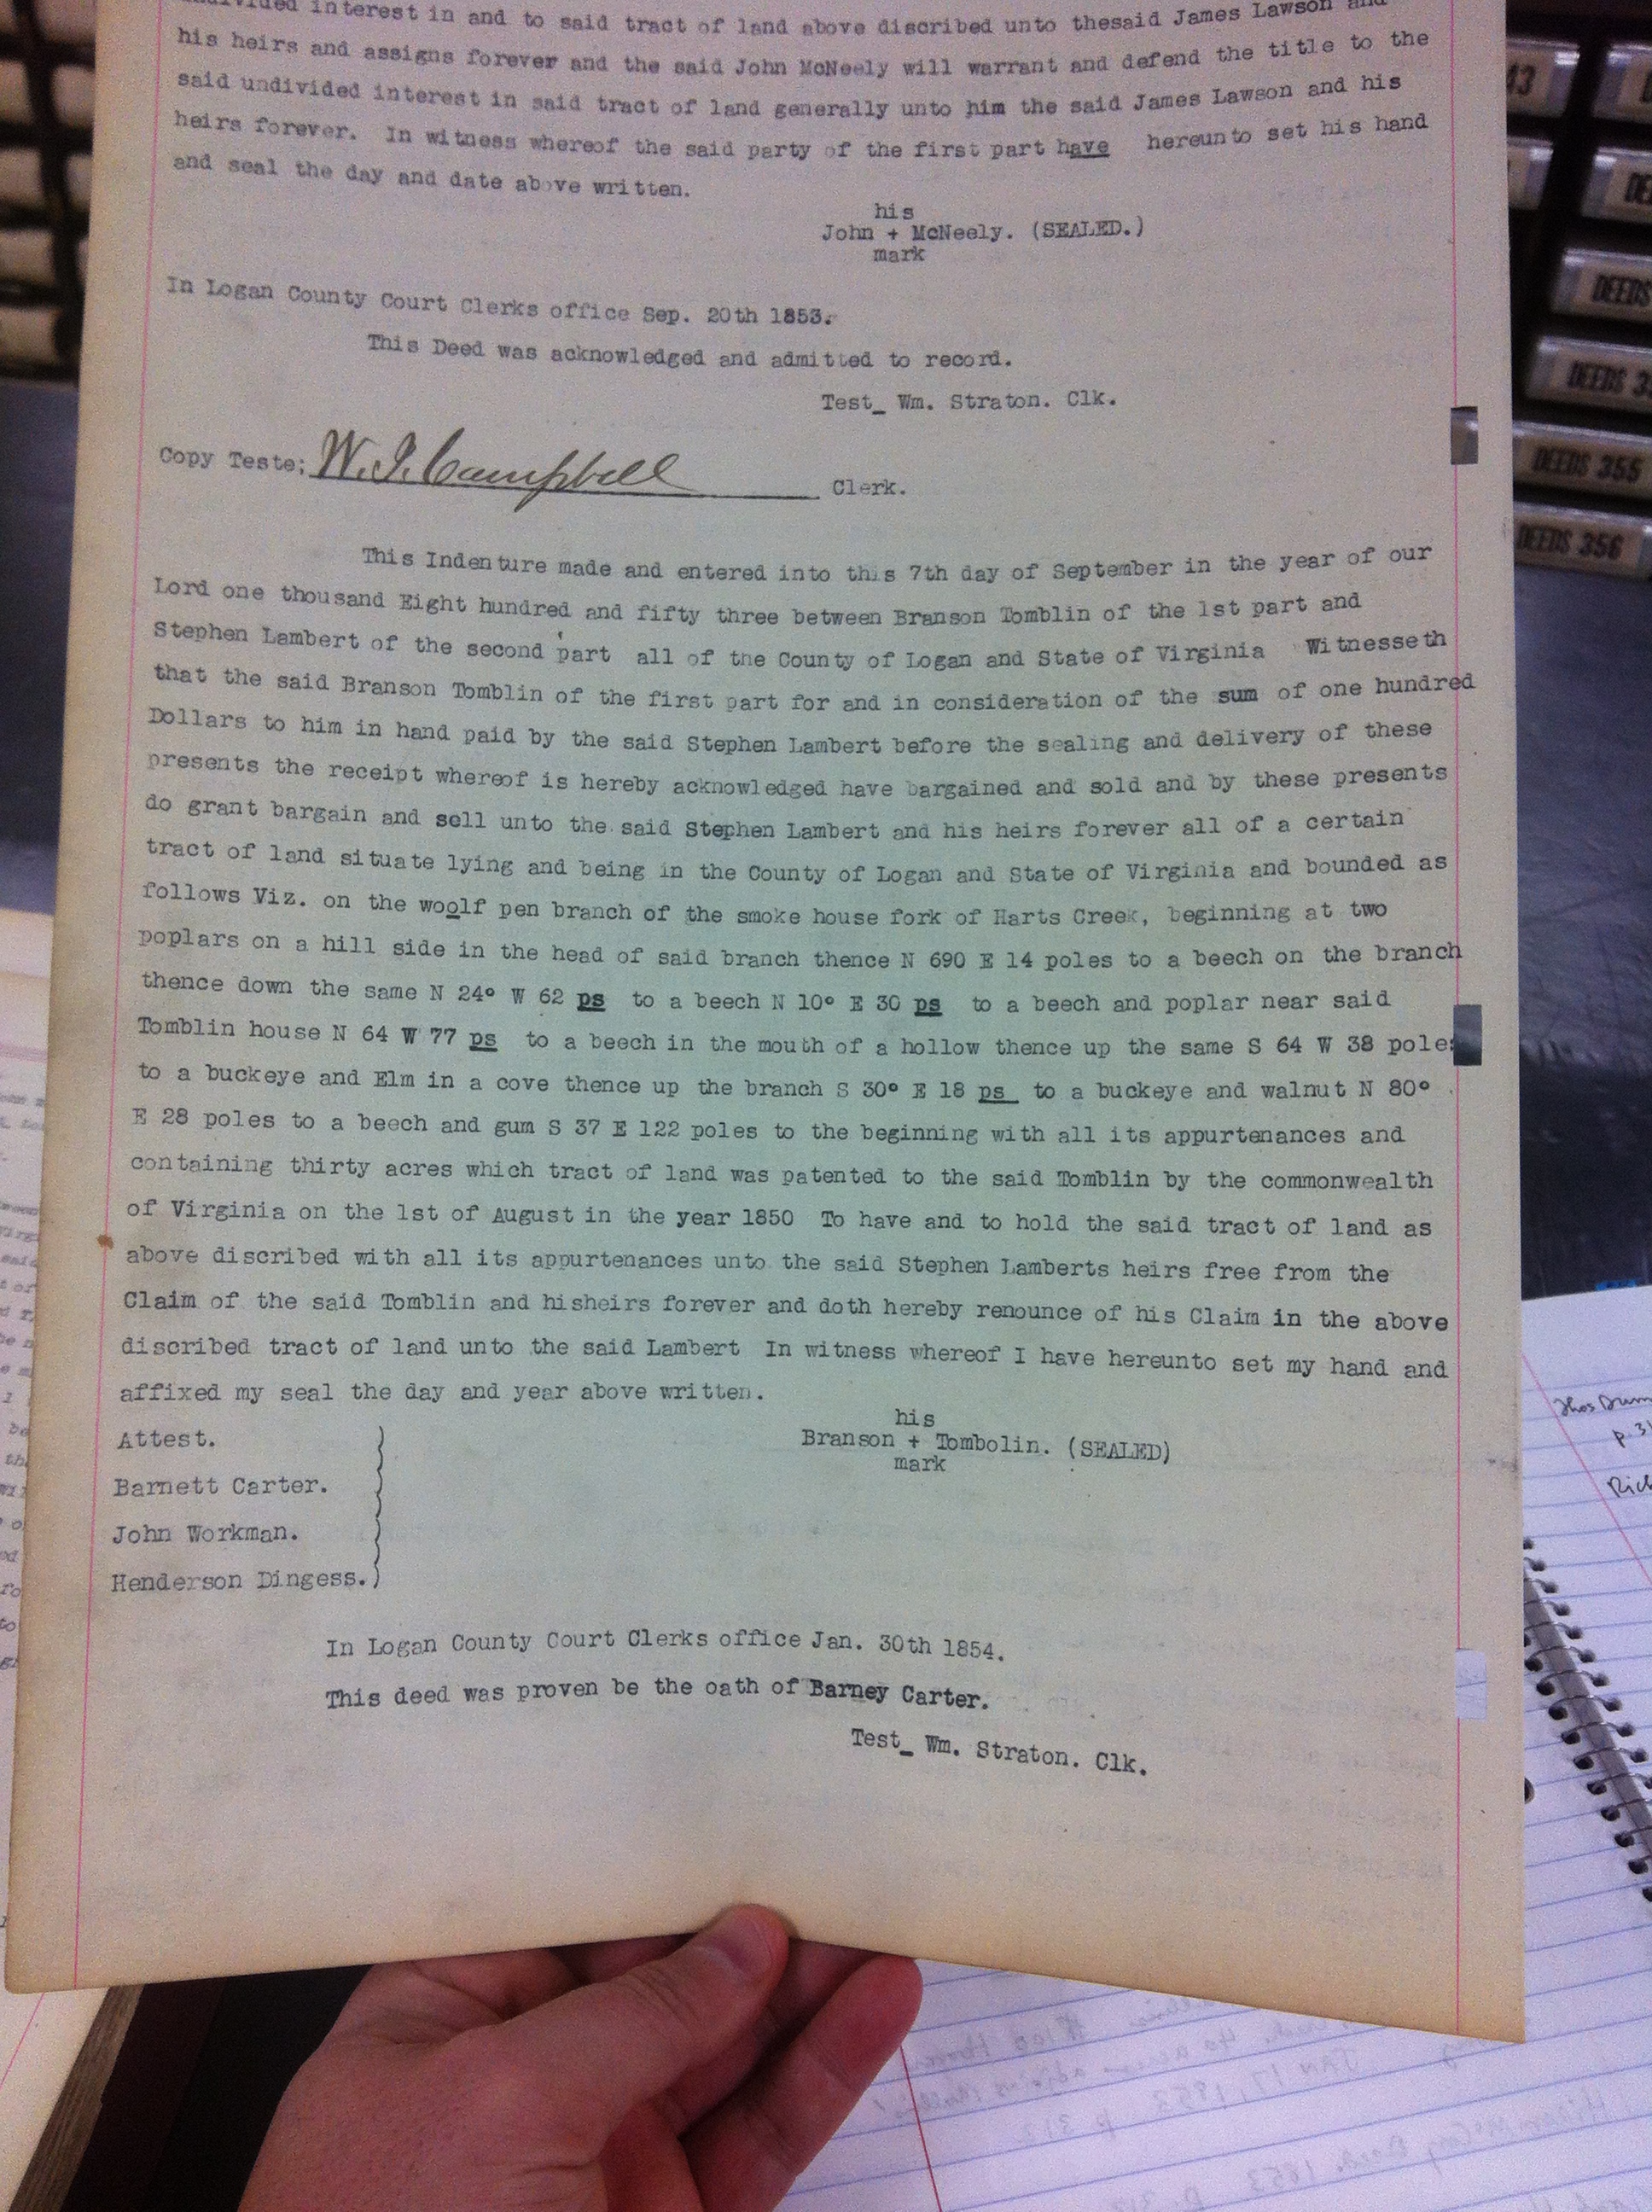 undivided interest in and to said tract of land above discribed unto thesaid James Lawson and
his heirs and assigns forever and the said John McNeely will warrant and defend the title to the
said undivided interest in said tract of land generally unto him the said James Lawson and his
heirs forever. In witness whereof the said party of the first part have hereunto set his hand
and seal the day and date above written.
his
John + McNeely. (SEALED.)
mark
In Logan County Court Clerks office Sep. 20th 1853.
This Deed was acknowledged and admitted to record.
Test_ Wm. Straton. Clk.
Copy Teste; W. I. Campbell Clerk.
This Indenture made and entered into this 7th day of September in the year of our
Lord one thousand Eight hundred and fifty three between Branson Tomblin of the 1st part and
Stephen Lambert of the second part all of the County of Logan and State of Virginia Witnesseth
that the said Branson Tomblin of the first part for and in consideration of the sum of one hundred
Dollars to him in hand paid by the said Stephen Lambert before the sealing and delivery of these
presents the receipt whereof is hereby acknowledged have bargained and sold and by these presents
do grant bargain and sell unto the said Stephen Lambert and his heirs forever all of a certain
tract of land situate lying and being in the County of Logan and State of Virginia and bounded as
follows Viz. on the woolf pen branch of the smoke house fork of Harts Creek, beginning at two
poplars on a hill side in the head of said branch thence N 690 E 14 poles to a beech on the branch
thence down the same N 24° W 62 ps to a beech N 10° E 30 ps to a beech and poplar near said
Tomblin house N 64 W 77 ps to a beech in the mouth of a hollow thence up the same S 64 W 38 poles
to a buckeye and Elm in a cove thence up the branch S 30° E 18 ps to a buckeye and walnut N 80°
E 28 poles to a beech and gum S 37 E 122 poles to the beginning with all its appurtenances and
containing thirty acres which tract of land was patented to the said Tomblin by the commonwealth
of Virginia on the 1st of August in the year 1850 To have and to hold the said tract of land as
above discribed with all its appurtenances unto the said Stephen Lamberts heirs free from the
Claim of the said Tomblin and hisheirs forever and doth hereby renounce of his Claim in the above
discribed tract of land unto the said Lambert In witness whereof I have hereunto set my hand and
affixed my seal the day and year above written.
his
Branson + Tombolin. (SEALED)
mark
Attest.
Barnett Carter.
John Workman.
Henderson Dingess.
In Logan County Court Clerks office Jan. 30th 1854.
This deed was proven be the oath of Barney Carter.
Test_ Wm. Straton. Clk.
DEEDS
DEEDS 355
DEEDS 356